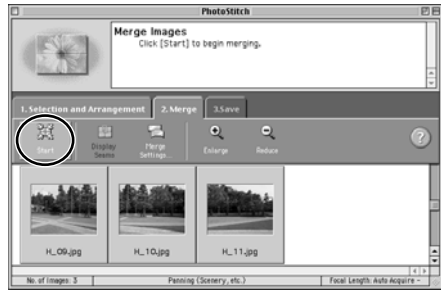 PhotoStitch
Merge Images
Click [Start] to begin merging.
1. Selection and Arrangement
2. Merge
3. Save
Start
Display
Seams
Merge
Settings...
Enlarge
Reduce
?
H_09.jpg
H_10.jpg
H_11.jpg
No. of Images: 3
Panning (Scenery, etc.)
Focal Length: Auto Acquire -